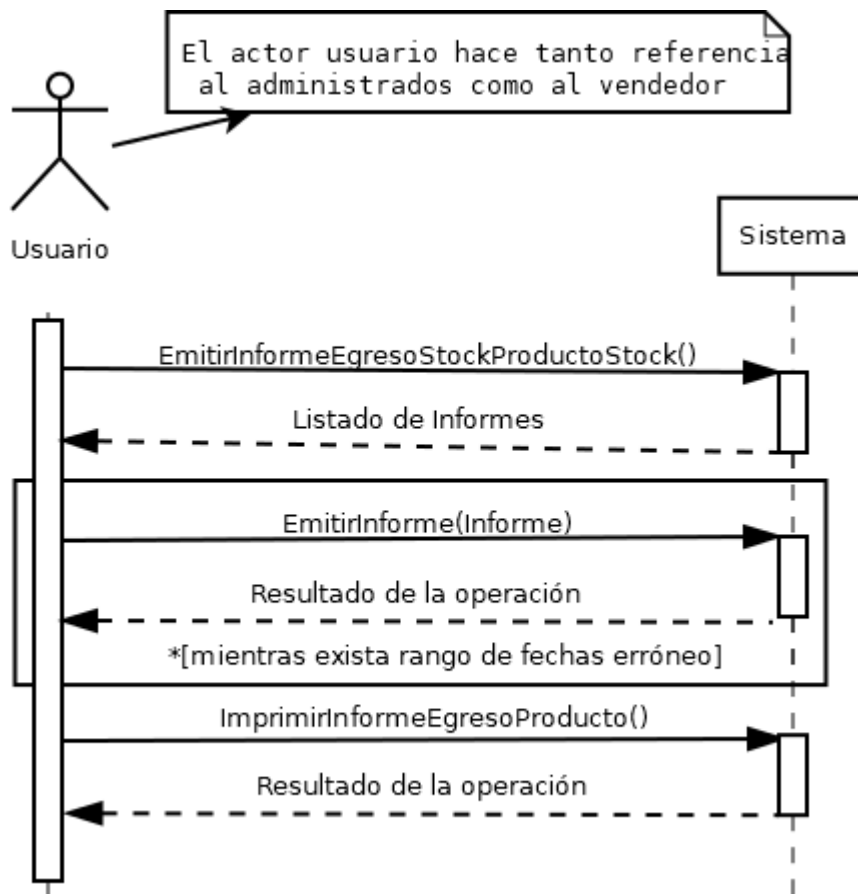 El actor usuario hace tanto referencia
al administrados como al vendedor
Usuario
Sistema
EmitirInformeEgresoStockProductoStock()
Listado de Informes
EmitirInforme(Informe)
Resultado de la operación
*[mientras exista rango de fechas erróneo]
ImprimirInformeEgresoProducto()
Resultado de la operación